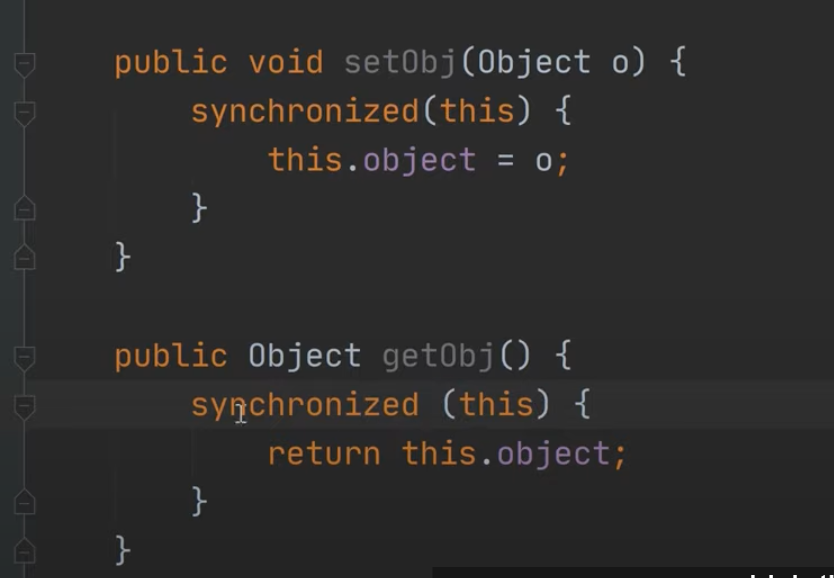 public void setObj(Object o) {
synchronized(this) {
this.object = o;
}
}
public Object getObj() {
synchronized (this) {
return this.object;
}
}